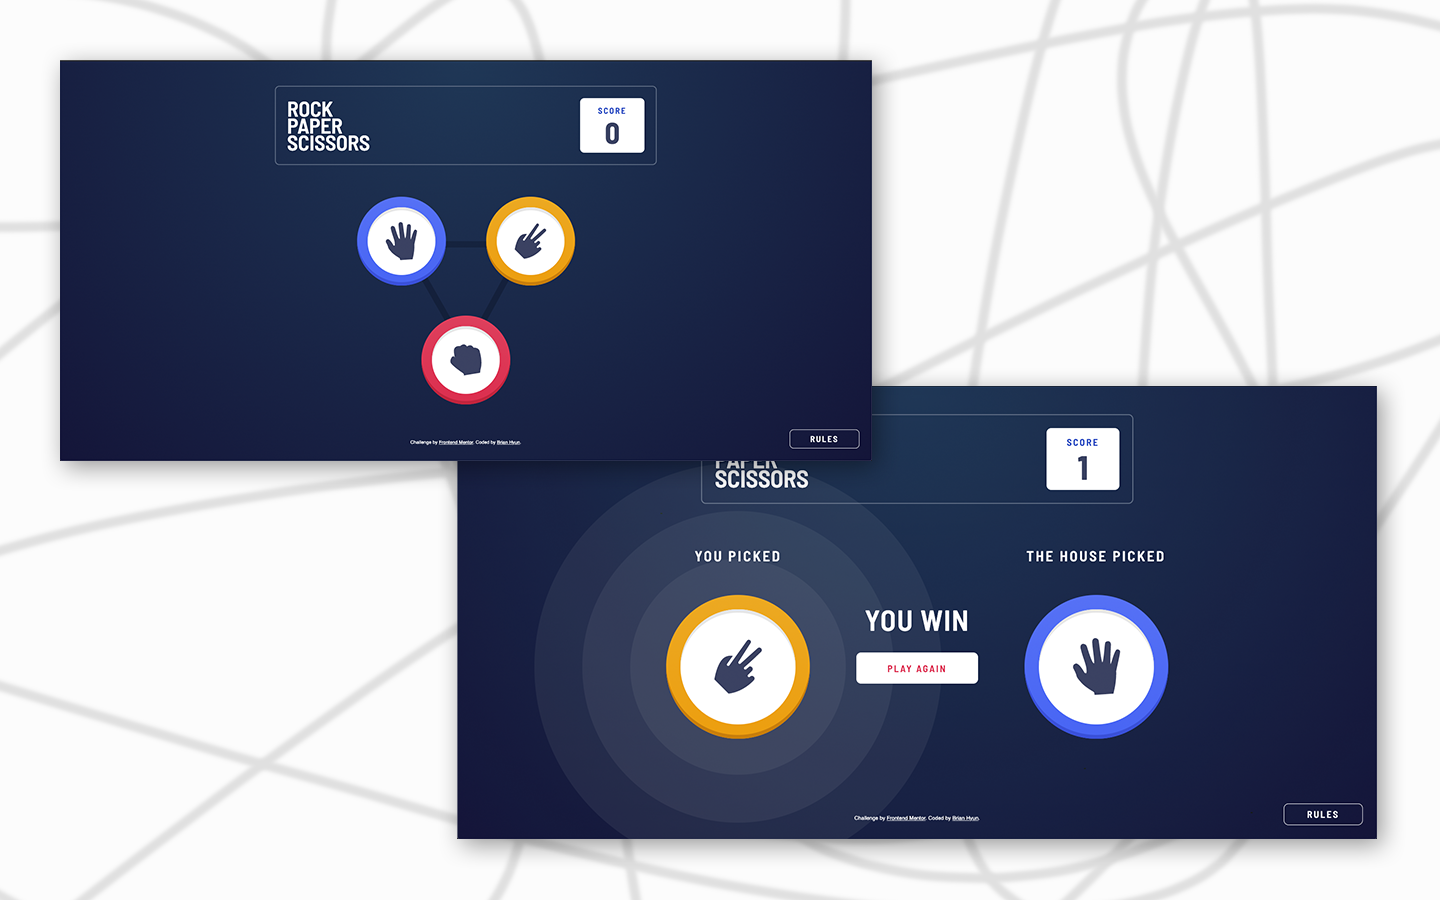 ROCK
PAPER
SCISSORS
SCORE
0
Challenge by Frontend Mentor. Coded by Brian Hyun.
RULES
PAPER
SCISSORS
SCORE
1
YOU PICKED
THE HOUSE PICKED
YOU WIN
PLAY AGAIN
Challenge by Frontend Mentor. Coded by Brian Hyun.
RULES